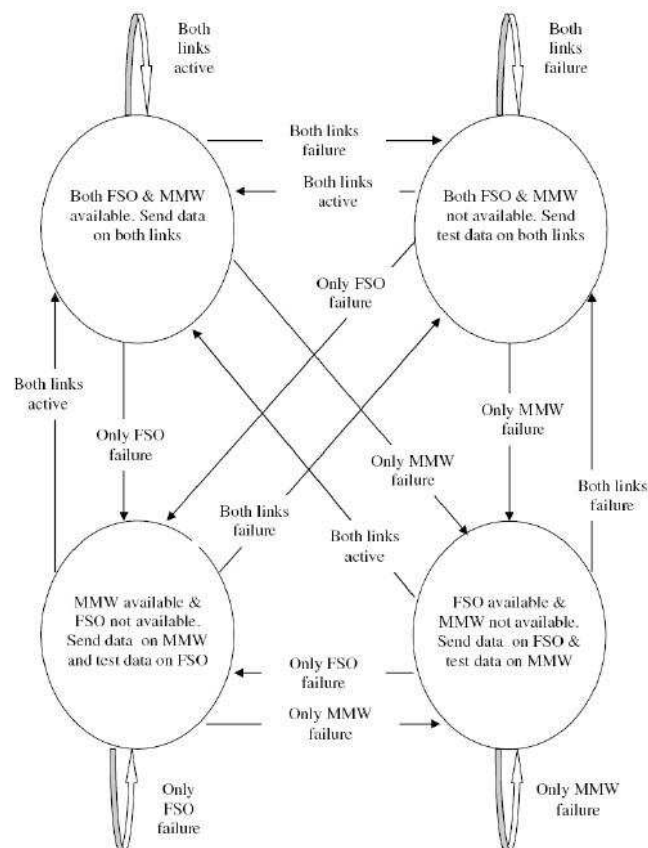 Both
links
active
Both
links
failure
Both links
failure
Both links
active
Both FSO & MMW
available. Send data
on both links
Both FSO & MMW
not available. Send
test data on both links
Only FSO
failure
Both links
active
Only FSO
failure
Only MMW
failure
Only MMW
failure
Both links
failure
Both links
failure
Both links
active
MMW available &
FSO not available.
Send data on MMW
and test data on FSO
FSO available &
MMW not available.
Send data on FSO &
test data on MMW
Only FSO
failure
Only MMW
failure
Only
FSO
failure
Only MMW
failure